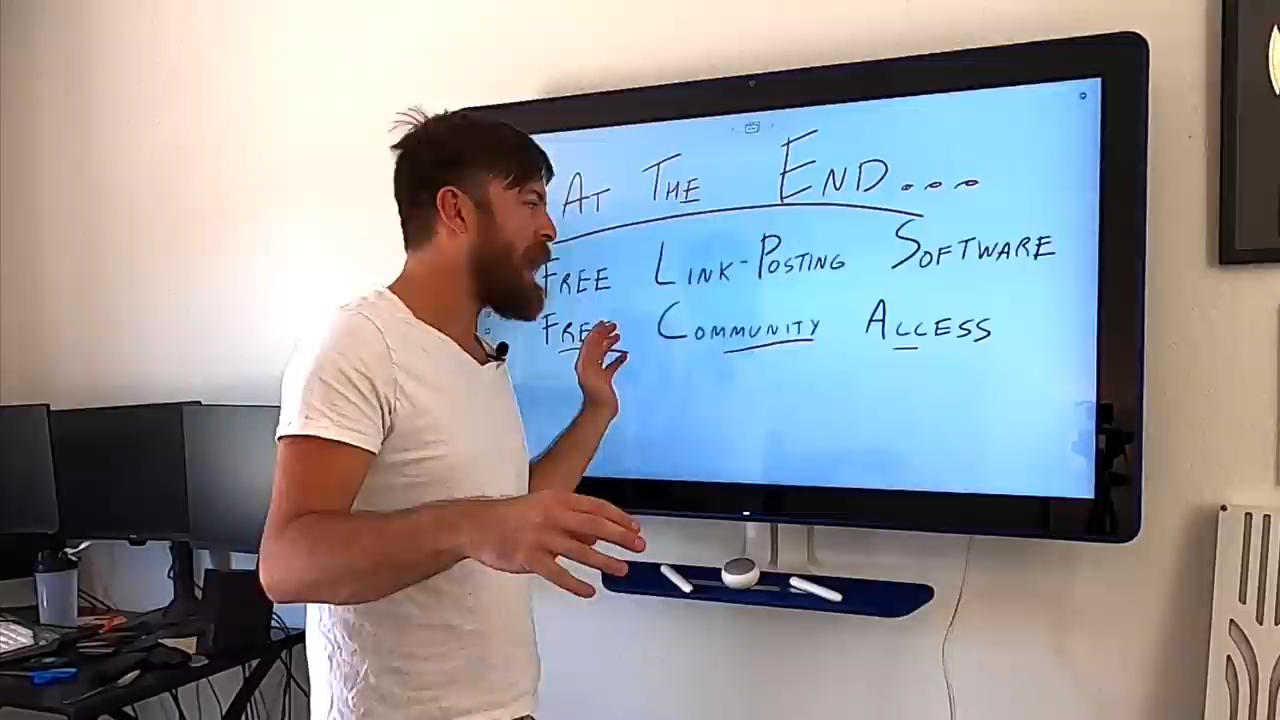 AT THE END....
FREE LINK-POSTING SOFTWARE
FREE COMMUNITY ACCESS